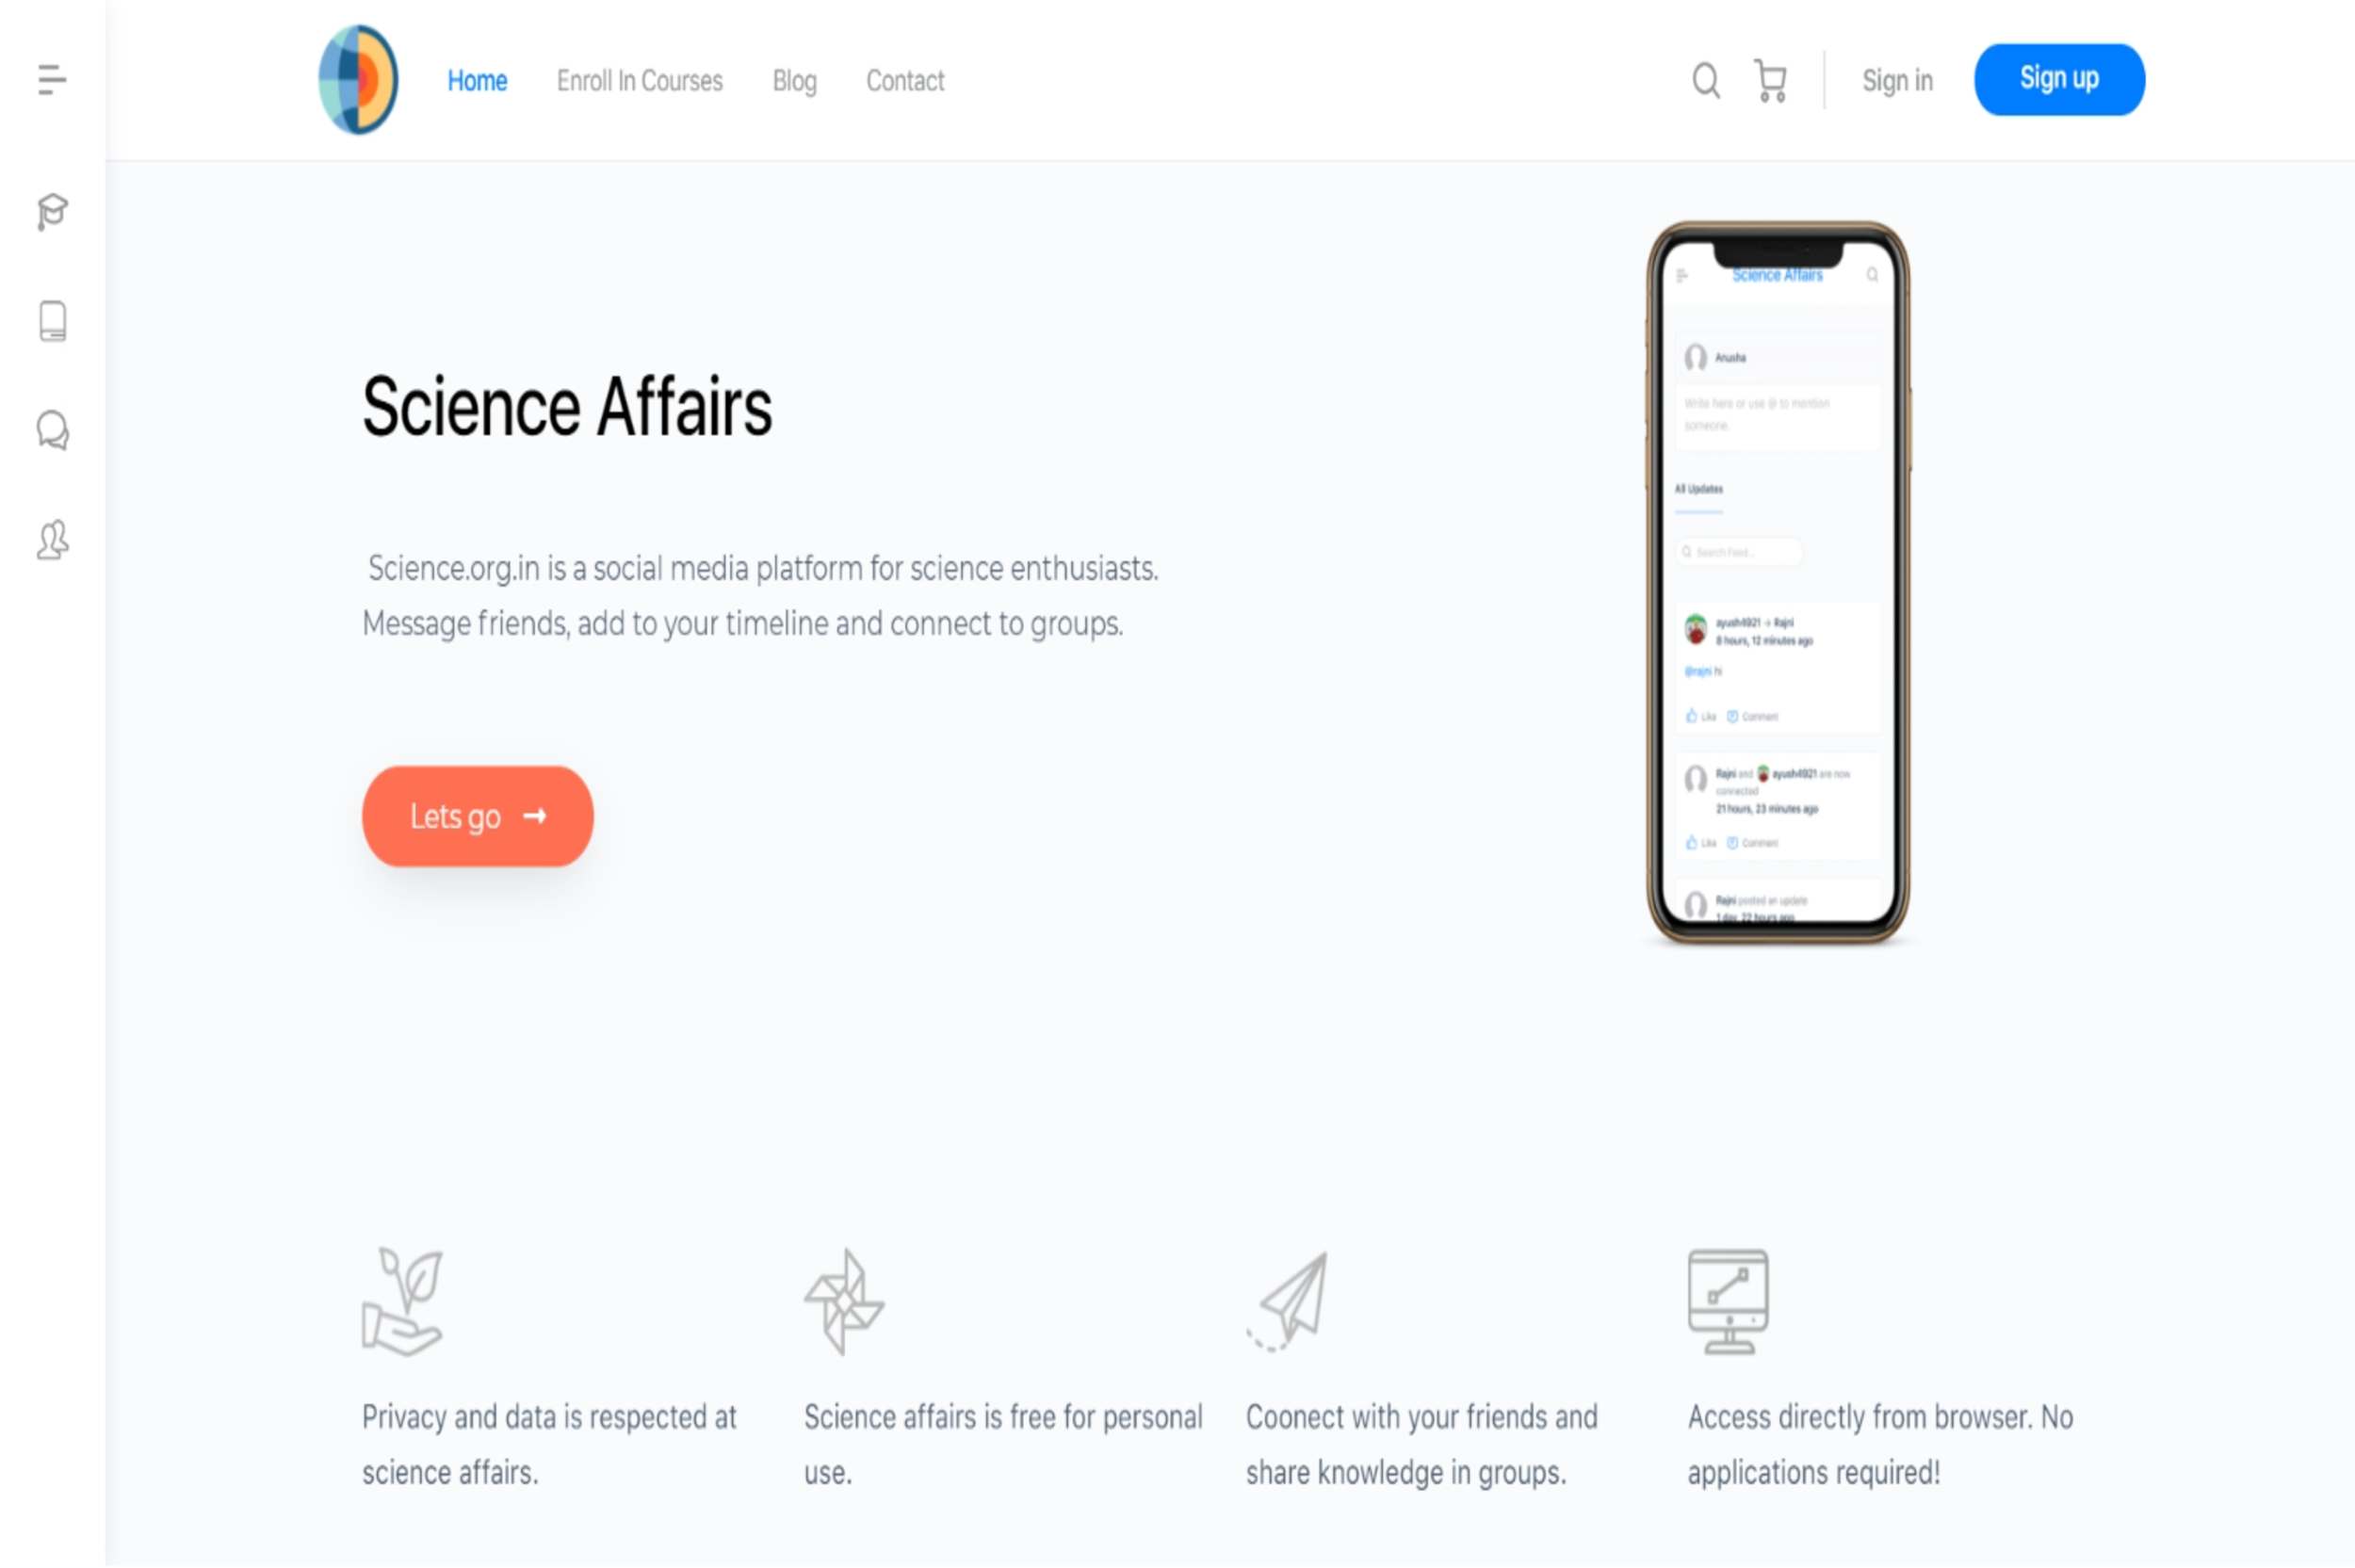 Home Enroll In Courses Blog Contact Sign in Sign up
Science Affairs
Science.org.in is a social media platform for science enthusiasts.
Message friends, add to your timeline and connect to groups.
Lets go
Science Affairs
Anusha
Write here or use @ to mention
someone.
All Updates
Search Feed...
ayush4921 → Rajni
8 hours, 12 minutes ago
@rajni hi
Like Comment
Rajni and ayush4921 are now
connected
21 hours, 23 minutes ago
Like Comment
Rajni posted an update
1 day, 22 hours ago
Privacy and data is respected at
science affairs.
Science affairs is free for personal
use.
Coonect with your friends and
share knowledge in groups.
Access directly from browser. No
applications required!